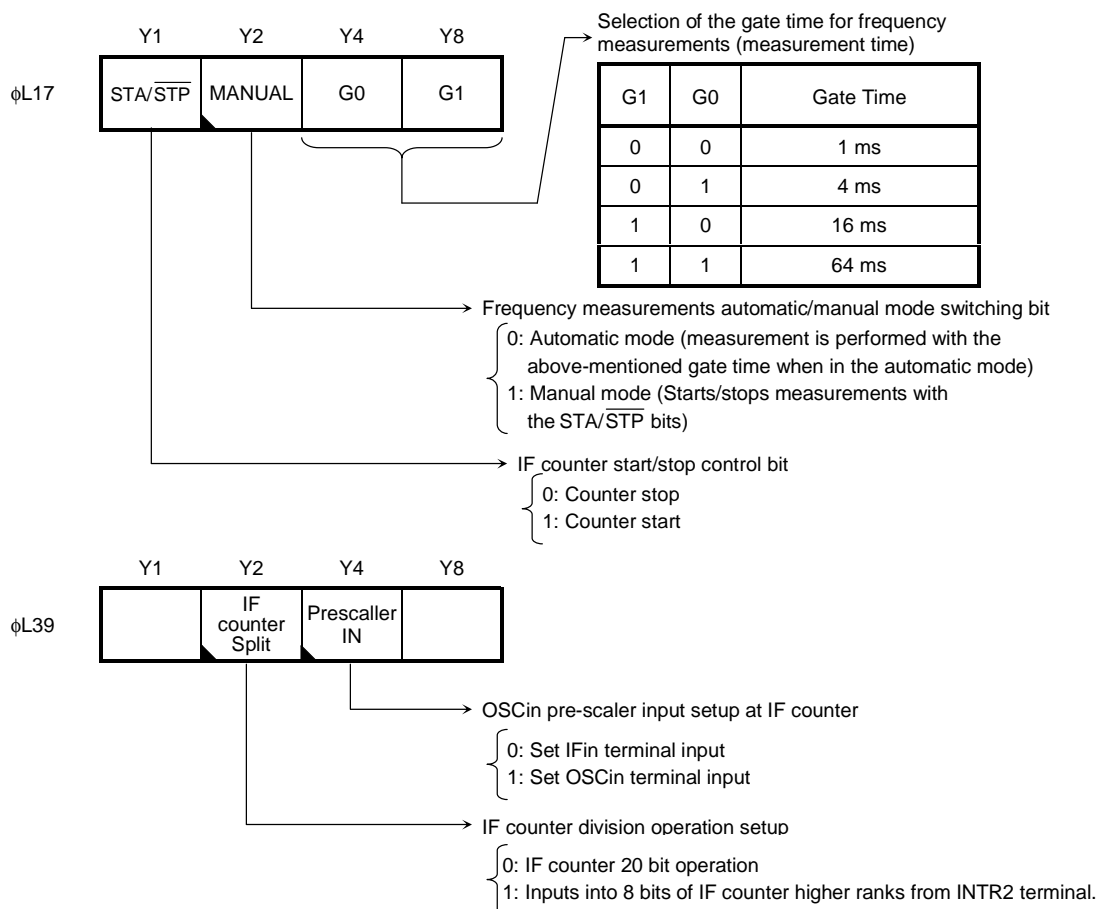 Selection of the gate time for frequency
measurements (measurement time)
Y1 Y2 Y4 Y8
ϕL17 STA/S̅T̅P̅ MANUAL G0 G1
G1 G0 Gate Time
0 0 1 ms
0 1 4 ms
1 0 16 ms
1 1 64 ms
Frequency measurements automatic/manual mode switching bit
0: Automatic mode (measurement is performed with the
above-mentioned gate time when in the automatic mode)
1: Manual mode (Starts/stops measurements with
the STA/S̅T̅P̅ bits)
IF counter start/stop control bit
0: Counter stop
1: Counter start
Y1 Y2 Y4 Y8
ϕL39
IF
counter
Split
Prescaller
IN
OSCin pre-scaler input setup at IF counter
0: Set IFin terminal input
1: Set OSCin terminal input
IF counter division operation setup
0: IF counter 20 bit operation
1: Inputs into 8 bits of IF counter higher ranks from INTR2 terminal.